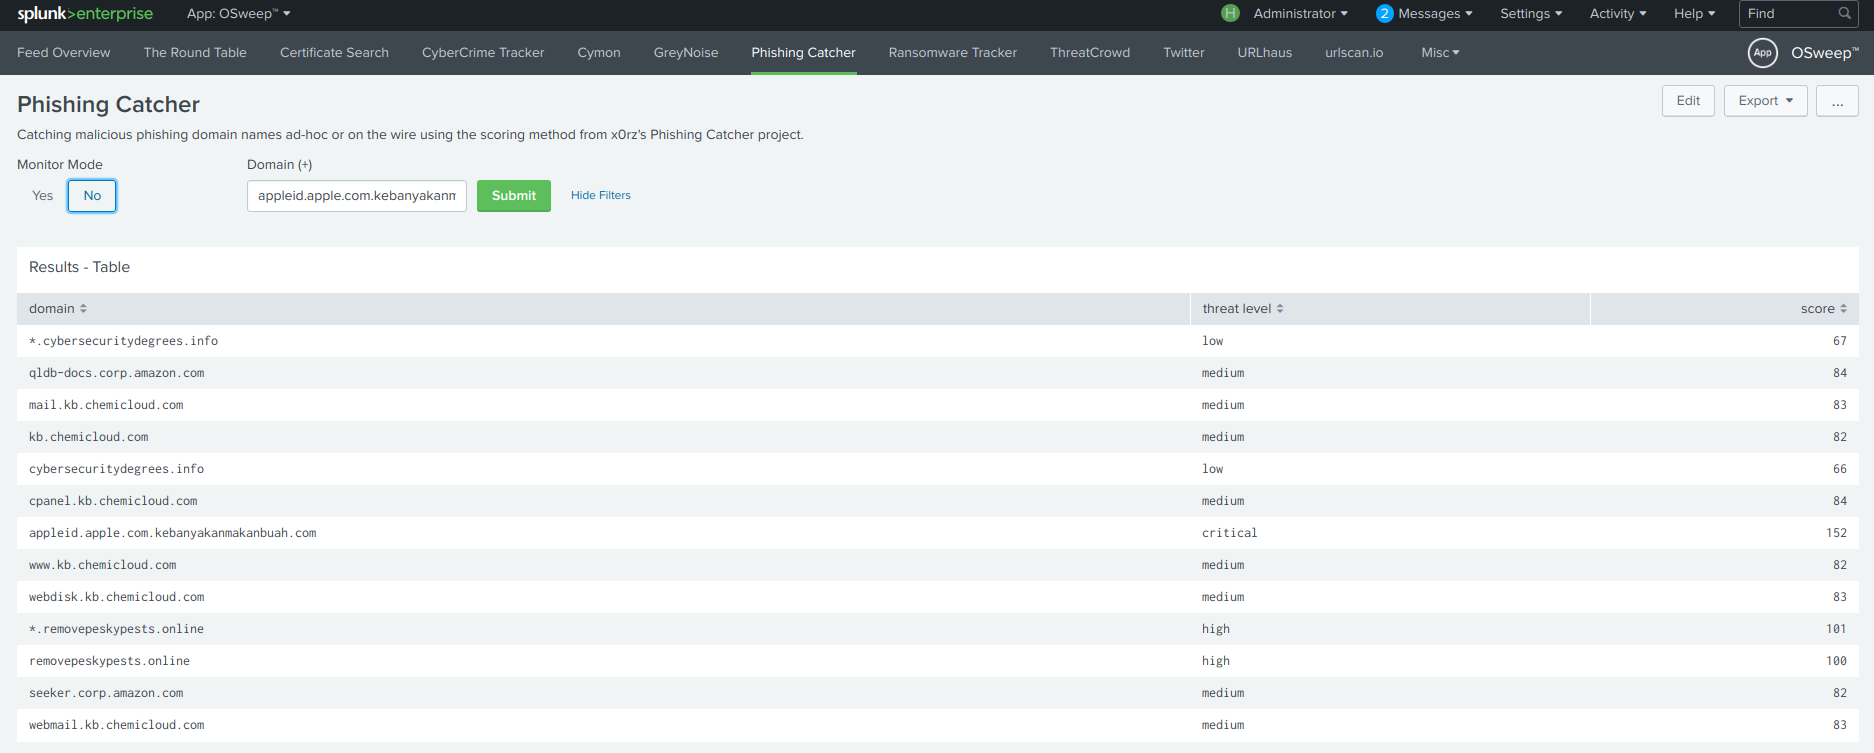 splunk>enterprise App: OSweep™ H Administrator 2 Messages Settings Activity Help Find
Feed Overview The Round Table Certificate Search CyberCrime Tracker Cymon GreyNoise Phishing Catcher Ransomware Tracker ThreatCrowd Twitter URLhaus urlscan.io Misc App OSweep™
Phishing Catcher Edit Export ...
Catching malicious phishing domain names ad-hoc or on the wire using the scoring method from x0rz's Phishing Catcher project.
Monitor Mode Domain (+)
Yes No appleid.apple.com.kebanyakanm Submit Hide Filters
Results - Table
domain threat level score
*.cybersecuritydegrees.info low 67
qldb-docs.corp.amazon.com medium 84
mail.kb.chemicloud.com medium 83
kb.chemicloud.com medium 82
cybersecuritydegrees.info low 66
cpanel.kb.chemicloud.com medium 84
appleid.apple.com.kebanyakanmakanbuah.com critical 152
www.kb.chemicloud.com medium 82
webdisk.kb.chemicloud.com medium 83
*.removepeskypests.online high 101
removepeskypests.online high 100
seeker.corp.amazon.com medium 82
webmail.kb.chemicloud.com medium 83